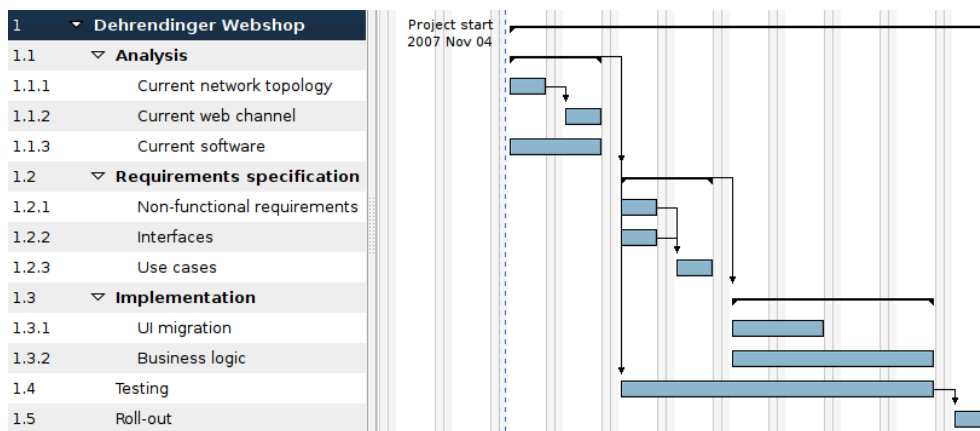 1 Dehrendinger Webshop
Project start
2007 Nov 04
1.1 Analysis
1.1.1 Current network topology
1.1.2 Current web channel
1.1.3 Current software
1.2 Requirements specification
1.2.1 Non-functional requirements
1.2.2 Interfaces
1.2.3 Use cases
1.3 Implementation
1.3.1 UI migration
1.3.2 Business logic
1.4 Testing
1.5 Roll-out